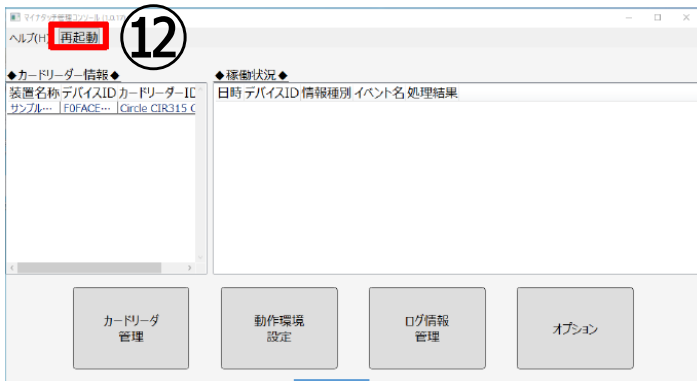 マイナタッチ管理コンソール (1.0.17)
ヘルプ(H) 再起動
⑫
◆カードリーダー情報◆
装置名称 デバイスID カードリーダーID
サンプル… F0FACE… Circle CIR315 C
◆稼働状況◆
日時 デバイスID 情報種別 イベント名 処理結果
カードリーダ
管理
動作環境
設定
ログ情報
管理
オプション